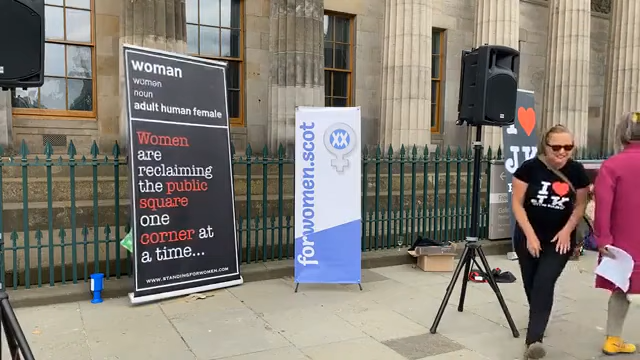 woman
women
noun
adult human female
Women
are
reclaiming
the public
square
one
corner at
a time...
WWW.STANDINGFORWOMEN.COM
forwomen.scot
XX
I
JK
I
J.K